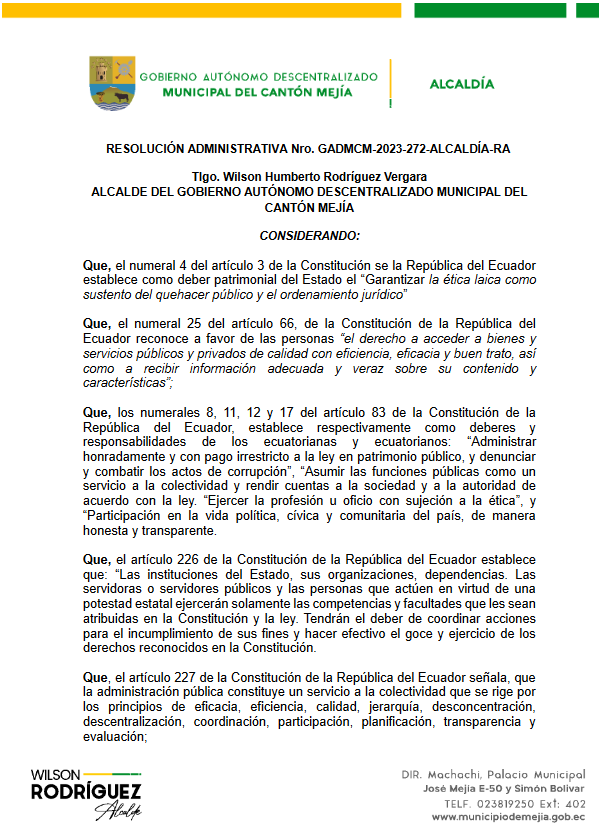 GOBIERNO AUTÓNOMO DESCENTRALIZADO
MUNICIPAL DEL CANTÓN MEJÍA
ALCALDÍA
RESOLUCIÓN ADMINISTRATIVA Nro. GADMCM-2023-272-ALCALDÍA-RA
Tlgo. Wilson Humberto Rodríguez Vergara
ALCALDE DEL GOBIERNO AUTÓNOMO DESCENTRALIZADO MUNICIPAL DEL
CANTÓN MEJÍA
CONSIDERANDO:
Que, el numeral 4 del artículo 3 de la Constitución se la República del Ecuador
establece como deber patrimonial del Estado el “Garantizar la ética laica como
sustento del quehacer público y el ordenamiento jurídico”
Que, el numeral 25 del artículo 66, de la Constitución de la República del
Ecuador reconoce a favor de las personas “el derecho a acceder a bienes y
servicios públicos y privados de calidad con eficiencia, eficacia y buen trato, así
como a recibir información adecuada y veraz sobre su contenido y
características”;
Que, los numerales 8, 11, 12 y 17 del artículo 83 de la Constitución de la
República del Ecuador, establece respectivamente como deberes y
responsabilidades de los ecuatorianas y ecuatorianos: “Administrar
honradamente y con pago irrestricto a la ley en patrimonio público, y denunciar
y combatir los actos de corrupción”, “Asumir las funciones públicas como un
servicio a la colectividad y rendir cuentas a la sociedad y a la autoridad de
acuerdo con la ley. “Ejercer la profesión u oficio con sujeción a la ética”, y
“Participación en la vida política, cívica y comunitaria del país, de manera
honesta y transparente.
Que, el artículo 226 de la Constitución de la República del Ecuador establece
que: “Las instituciones del Estado, sus organizaciones, dependencias. Las
servidoras o servidores públicos y las personas que actúen en virtud de una
potestad estatal ejercerán solamente las competencias y facultades que les sean
atribuidas en la Constitución y la ley. Tendrán el deber de coordinar acciones
para el incumplimiento de sus fines y hacer efectivo el goce y ejercicio de los
derechos reconocidos en la Constitución.
Que, el artículo 227 de la Constitución de la República del Ecuador señala, que
la administración pública constituye un servicio a la colectividad que se rige por
los principios de eficacia, eficiencia, calidad, jerarquía, desconcentración,
descentralización, coordinación, participación, planificación, transparencia y
evaluación;
WILSON
RODRÍGUEZ
Alcalde
DIR. Machachi, Palacio Municipal
José Mejía E-50 y Simón Bolívar
TELF. 023819250 Ext: 402
www.municipiodemejia.gob.ec